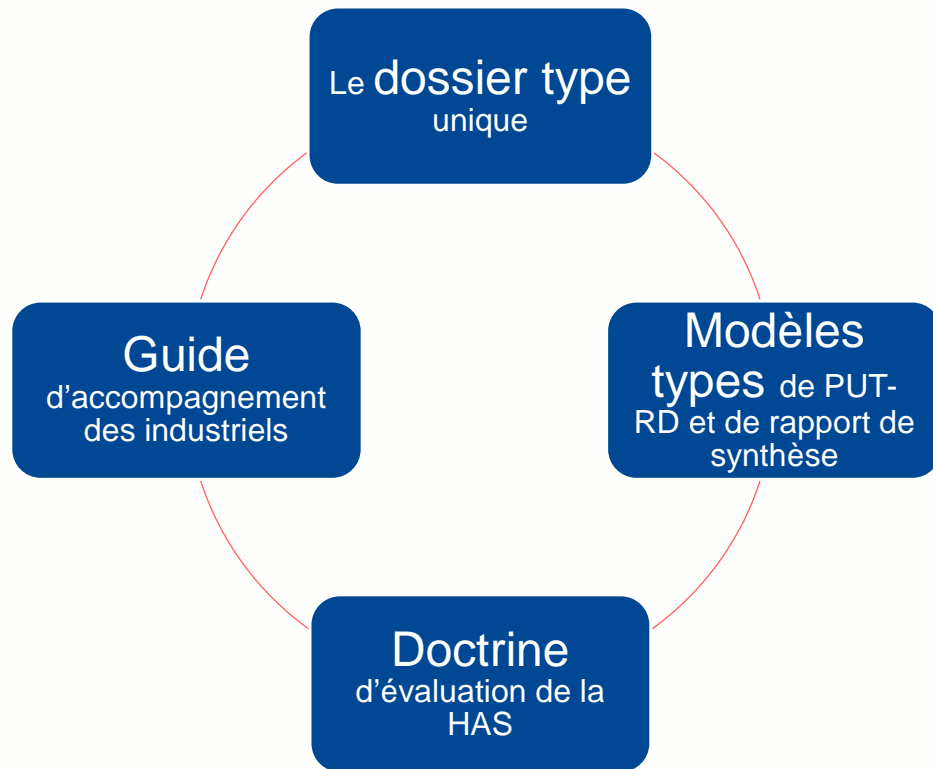 Le dossier type
unique
Guide
d'accompagnement
des industriels
Modèles
types de PUT-
RD et de rapport de
synthèse
Doctrine
d'évaluation de la
HAS